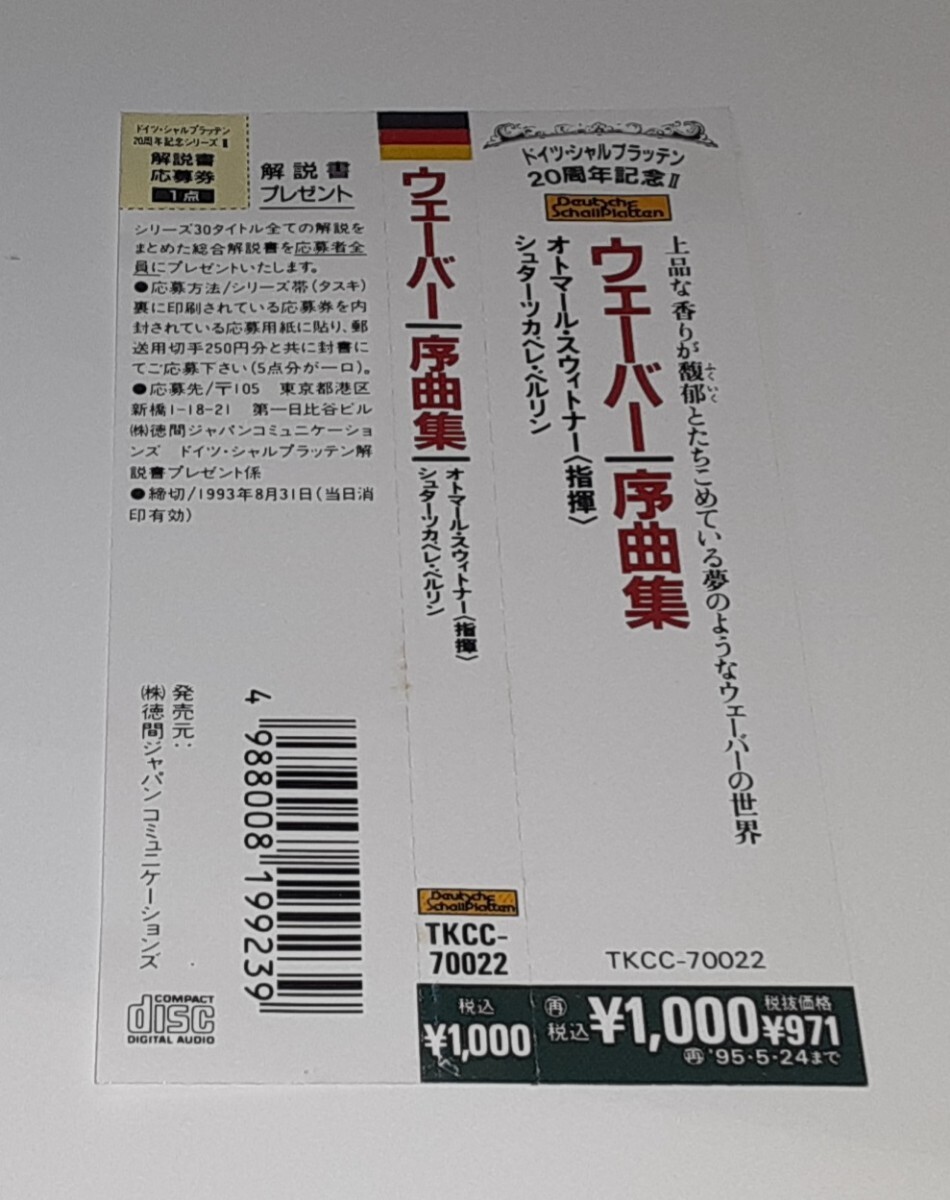 ドイツ・シャルプラッテン
20周年記念シリーズⅡ
解説書
応募券
1点
解説書
プレゼント
シリーズ30タイトル全ての解説を
まとめた総合解説書を応募者全
員にプレゼントいたします。
●応募方法/シリーズ帯(タスキ)
裏に印刷されている応募券を内
封されている応募用紙に貼り、郵
送用切手250円分と共に封書に
てご応募下さい(5点分が一口)。
●応募先/〒105 東京都港区
新橋1-18-21 第一日比谷ビル
㈱徳間ジャパンコミュニケーショ
ンズ ドイツ・シャルプラッテン解
説書プレゼント係
●締切/1993年8月31日(当日消
印有効)
発売元:
㈱徳間ジャパンコミュニケーションズ
4 988008 199239
COMPACT
disc
DIGITAL AUDIO
ウェーバー 序曲集
オトマール・スウィトナー〈指揮〉
シュターツカペレ・ベルリン
Deutsche
Schallplatten
TKCC-
70022
税込
¥1,000
ドイツ・シャルプラッテン
20周年記念Ⅱ
Deutsche
Schallplatten
上品な香りが馥郁とたちこめている夢のようなウェーバーの世界
ふくいく
ウェーバー 序曲集
オトマール・スウィトナー〈指揮〉
シュターツカペレ・ベルリン
TKCC-70022
再
税込
¥1,000
税抜価格
¥971
再 '95・5・24まで